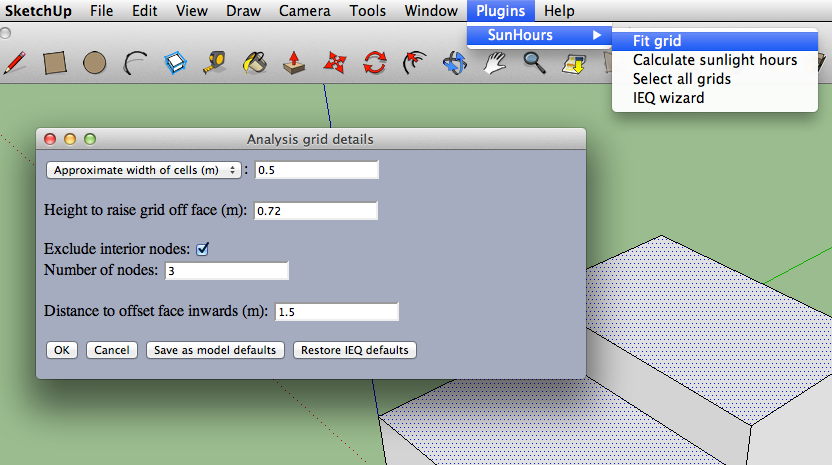 SketchUp File Edit View Draw Camera Tools Window Plugins Help
SunHours
Fit grid
Calculate sunlight hours
Select all grids
IEQ wizard
Analysis grid details
Approximate width of cells (m) : 0.5
Height to raise grid off face (m): 0.72
Exclude interior nodes:
Number of nodes: 3
Distance to offset face inwards (m): 1.5
OK Cancel Save as model defaults Restore IEQ defaults